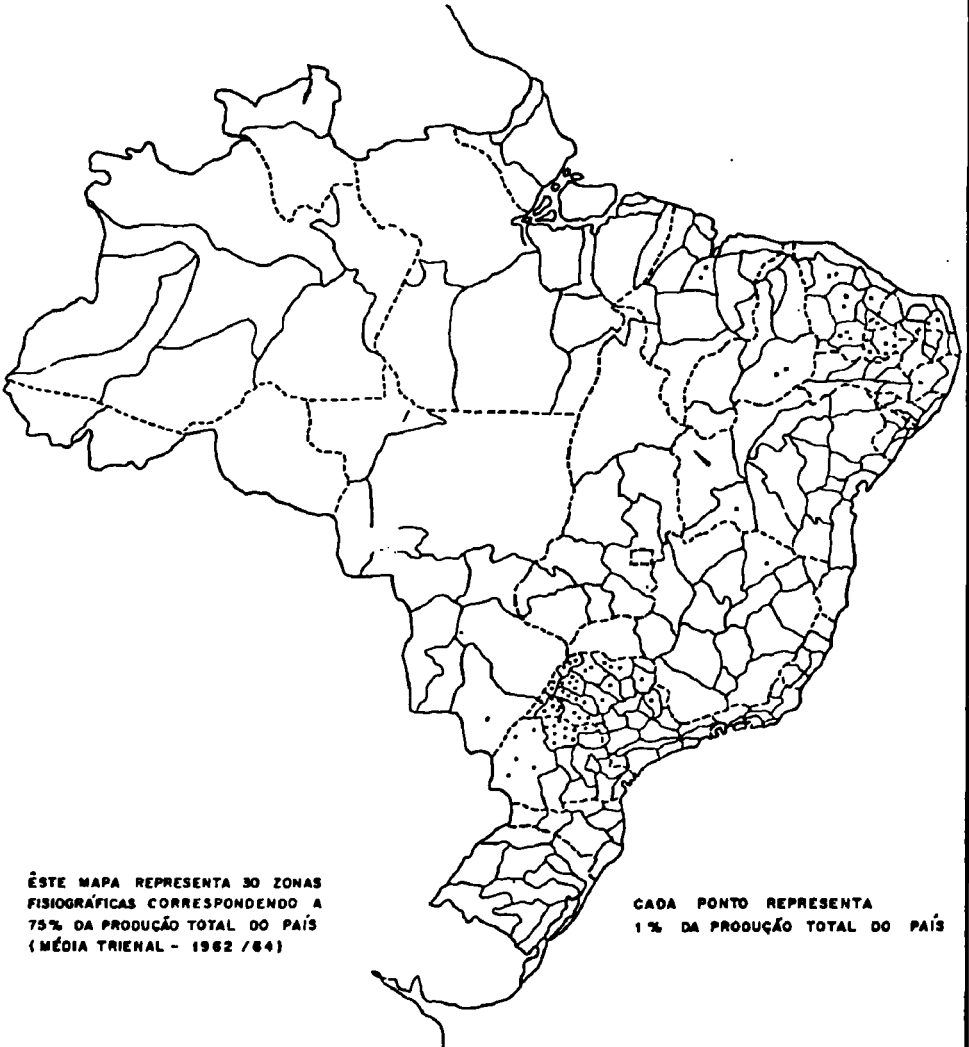 ÊSTE MAPA REPRESENTA 30 ZONAS
FISIOGRÁFICAS CORRESPONDENDO A
75% DA PRODUÇÃO TOTAL DO PAÍS
(MÉDIA TRIENAL - 1962/64)
CADA PONTO REPRESENTA
1% DA PRODUÇÃO TOTAL DO PAÍS